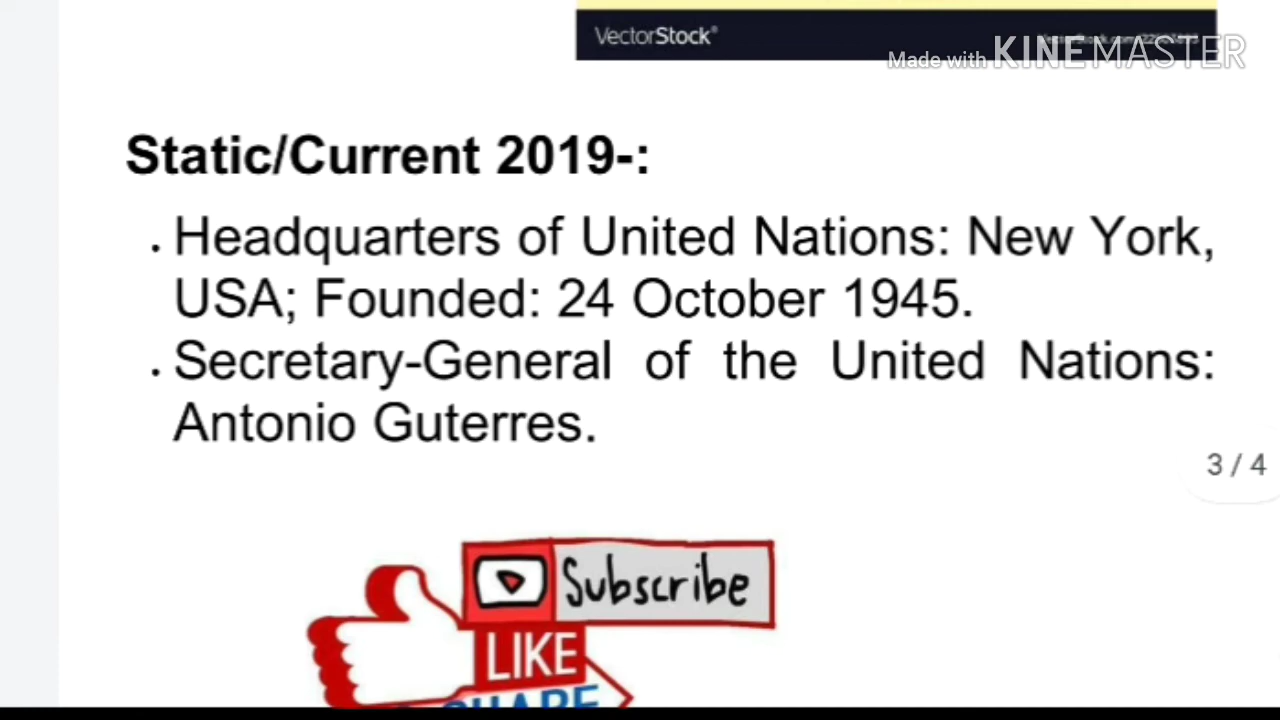 VectorStock®
Made with KINEMASTER
Static/Current 2019-:
. Headquarters of United Nations: New York,
USA; Founded: 24 October 1945.
. Secretary-General of the United Nations:
Antonio Guterres.
3 / 4
Subscribe
LIKE
SHARE